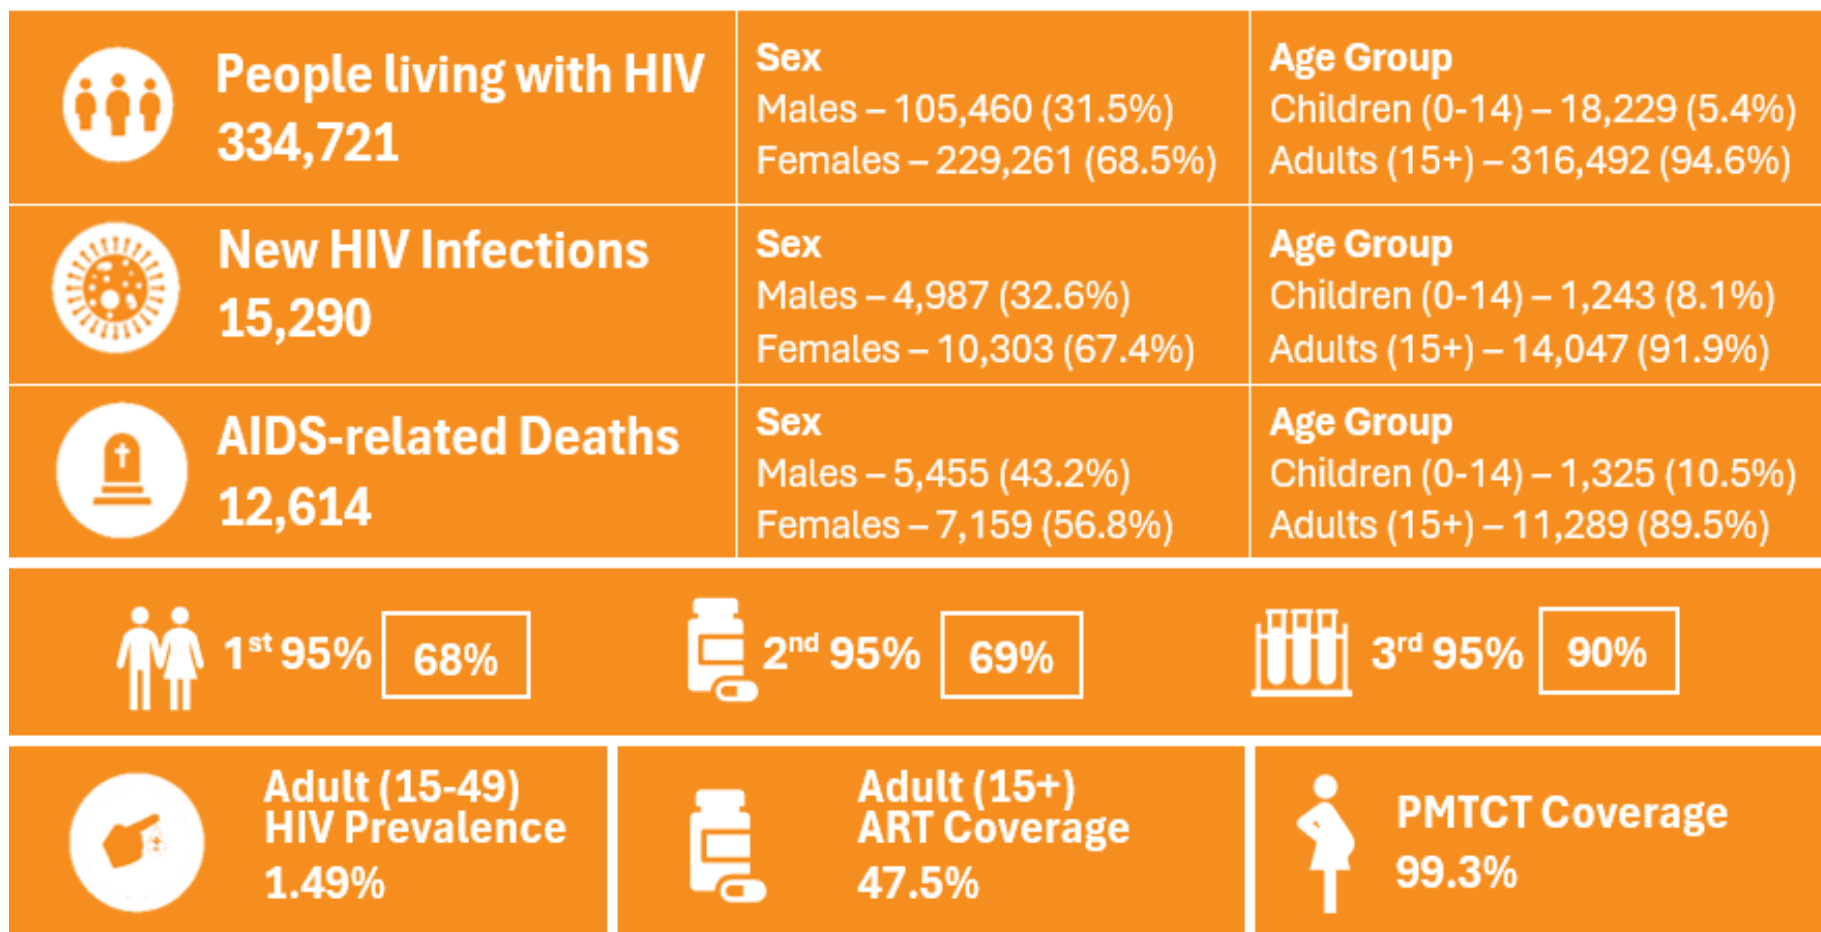 People living with HIV
334,721
Sex
Males – 105,460 (31.5%)
Females – 229,261 (68.5%)
Age Group
Children (0-14) – 18,229 (5.4%)
Adults (15+) – 316,492 (94.6%)
New HIV Infections
15,290
Sex
Males – 4,987 (32.6%)
Females – 10,303 (67.4%)
Age Group
Children (0-14) – 1,243 (8.1%)
Adults (15+) – 14,047 (91.9%)
AIDS-related Deaths
12,614
Sex
Males – 5,455 (43.2%)
Females – 7,159 (56.8%)
Age Group
Children (0-14) – 1,325 (10.5%)
Adults (15+) – 11,289 (89.5%)
1st 95% 68%
2nd 95% 69%
3rd 95% 90%
Adult (15-49)
HIV Prevalence
1.49%
Adult (15+)
ART Coverage
47.5%
PMTCT Coverage
99.3%